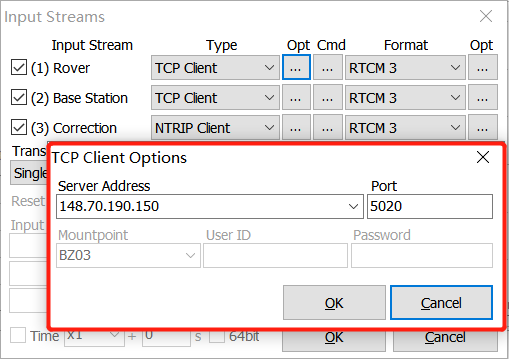 Input Streams
Input Stream Type Opt Cmd Format Opt
(1) Rover TCP Client ... ... RTCM 3 ...
(2) Base Station TCP Client ... ... RTCM 3 ...
(3) Correction NTRIP Client ... ... RTCM 3 ...
Trans
Single
Reset
Input
TCP Client Options
Server Address Port
148.70.190.150 5020
Mountpoint User ID Password
BZ03
OK Cancel
Time x1 + 0 s 64bit OK Cancel